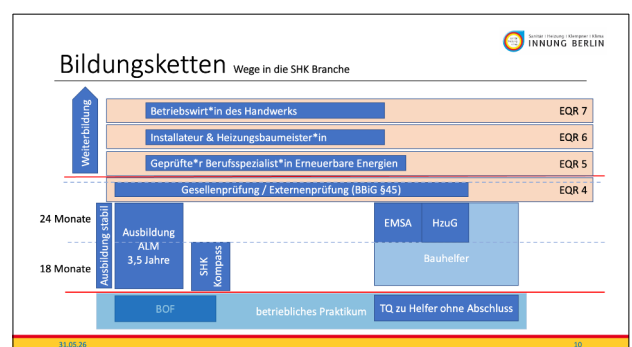 Sanitär | Heizung | Klempner | Klima
INNUNG BERLIN
Bildungsketten Wege in die SHK Branche
Weiterbildung
Betriebswirt*in des Handwerks EQR 7
Installateur & Heizungsbaumeister*in EQR 6
Geprüfte*r Berufsspezialist*in Erneuerbare Energien EQR 5
Gesellenprüfung / Externenprüfung (BBiG §45) EQR 4
24 Monate
18 Monate
Ausbildung stabil
Ausbildung
ALM
3,5 Jahre
SHK
Kompass
EMSA HzuG
Bauhelfer
BOF betriebliches Praktikum TQ zu Helfer ohne Abschluss
31.05.26 10